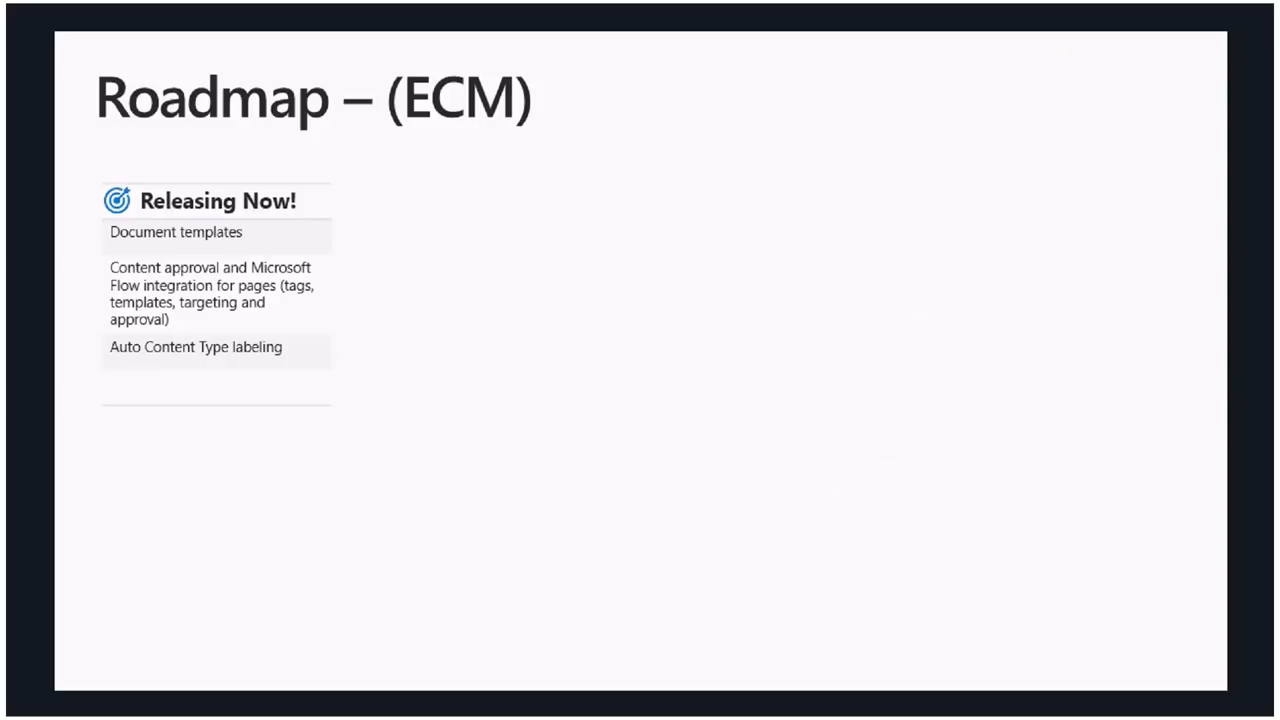 Roadmap – (ECM)
Releasing Now!
Document templates
Content approval and Microsoft
Flow integration for pages (tags,
templates, targeting and
approval)
Auto Content Type labeling